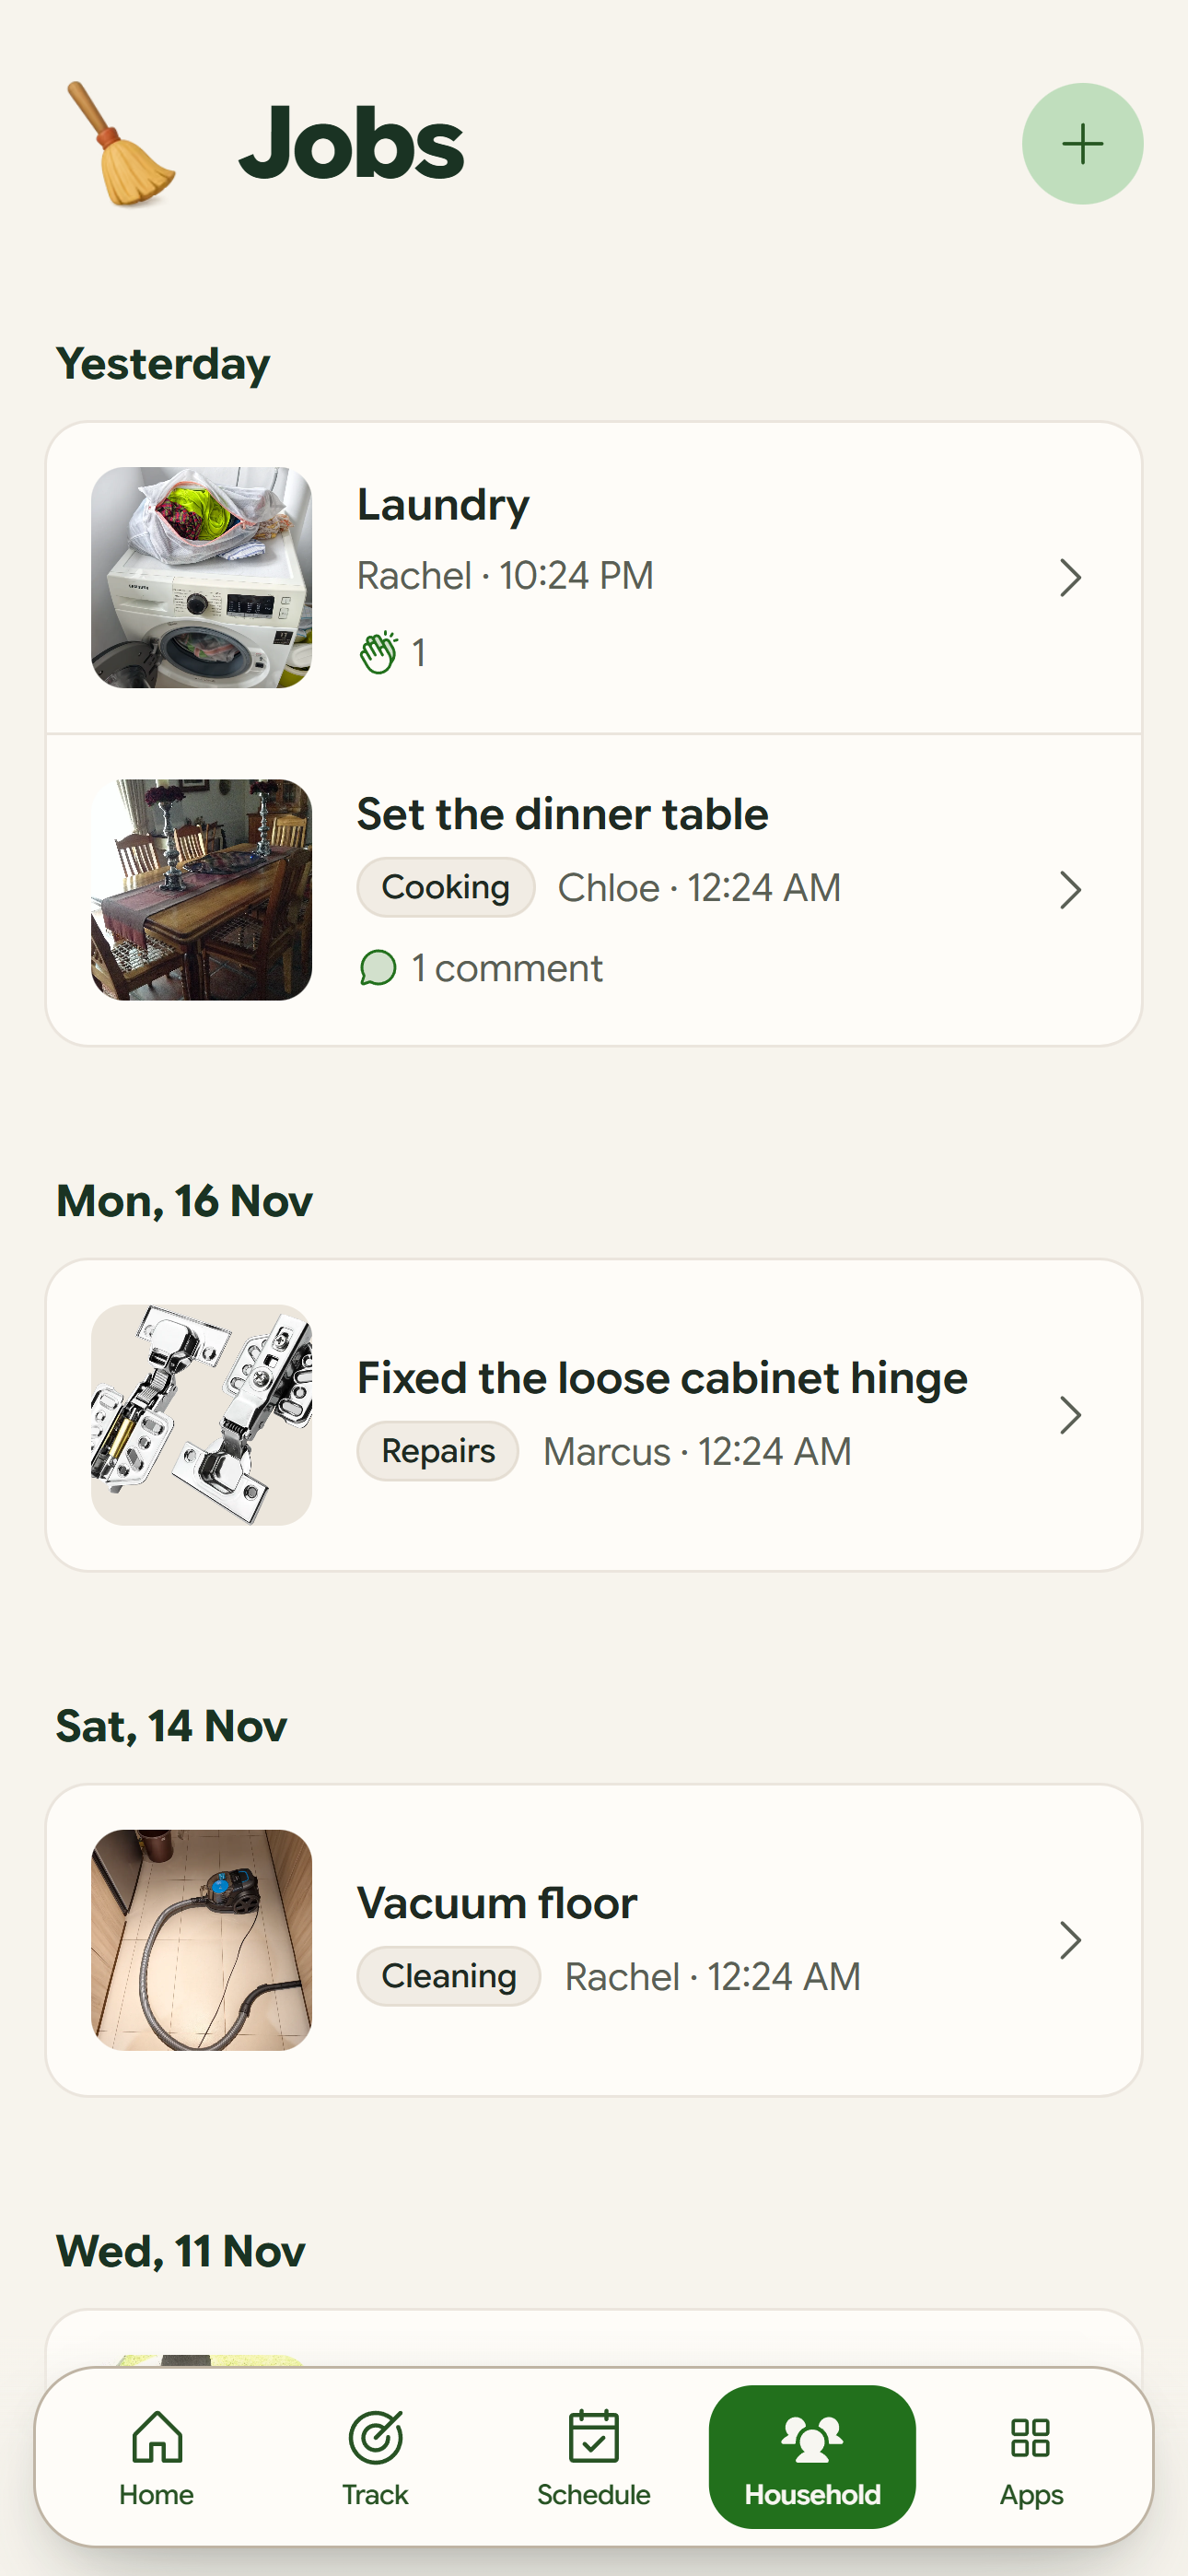 Jobs
Yesterday
Laundry
Rachel · 10:24 PM
1
Set the dinner table
Cooking Chloe · 12:24 AM
1 comment
Mon, 16 Nov
Fixed the loose cabinet hinge
Repairs Marcus · 12:24 AM
Sat, 14 Nov
Vacuum floor
Cleaning Rachel · 12:24 AM
Wed, 11 Nov
Home Track Schedule Household Apps